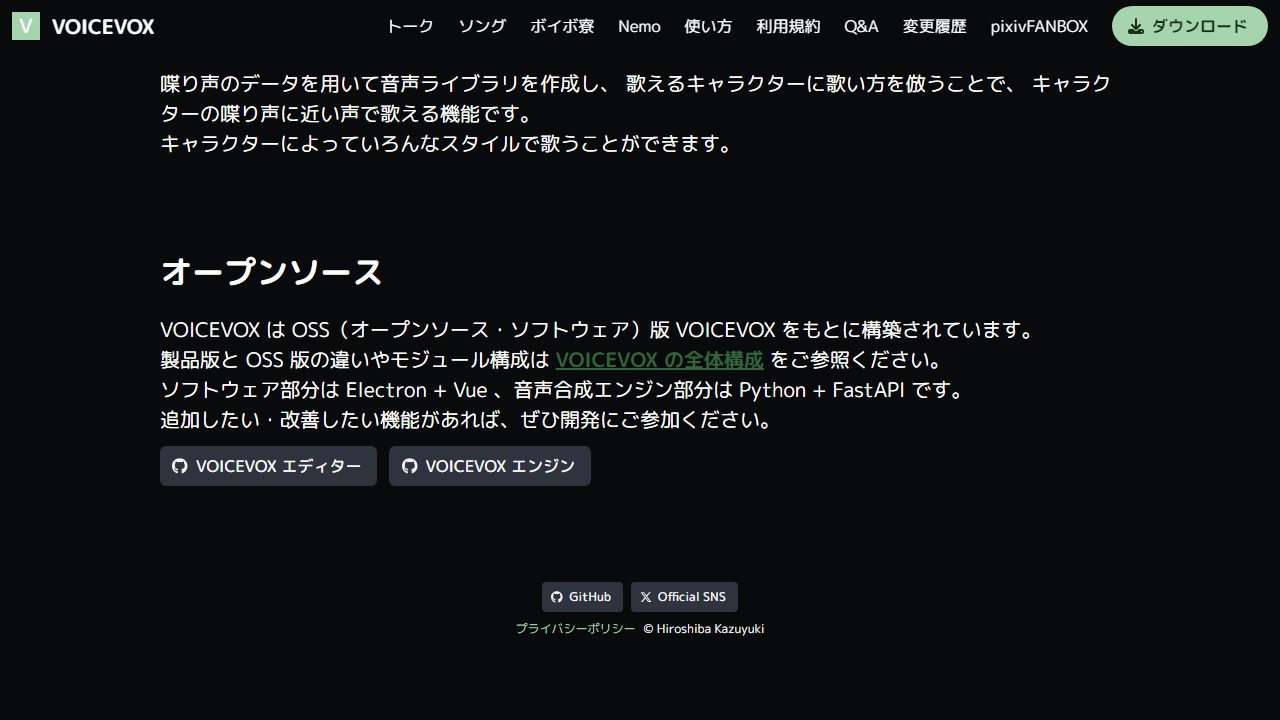 V VOICEVOX トーク ソング ボイボ寮 Nemo 使い方 利用規約 Q&A 変更履歴 pixivFANBOX ダウンロード
喋り声のデータを用いて音声ライブラリを作成し、 歌えるキャラクターに歌い方を倣うことで、 キャラク
ターの喋り声に近い声で歌える機能です。
キャラクターによっていろんなスタイルで歌うことができます。
オープンソース
VOICEVOX は OSS（オープンソース・ソフトウェア）版 VOICEVOX をもとに構築されています。
製品版と OSS 版の違いやモジュール構成は VOICEVOX の全体構成 をご参照ください。
ソフトウェア部分は Electron + Vue 、音声合成エンジン部分は Python + FastAPI です。
追加したい・改善したい機能があれば、ぜひ開発にご参加ください。
VOICEVOX エディター VOICEVOX エンジン
GitHub Official SNS
プライバシーポリシー © Hiroshiba Kazuyuki